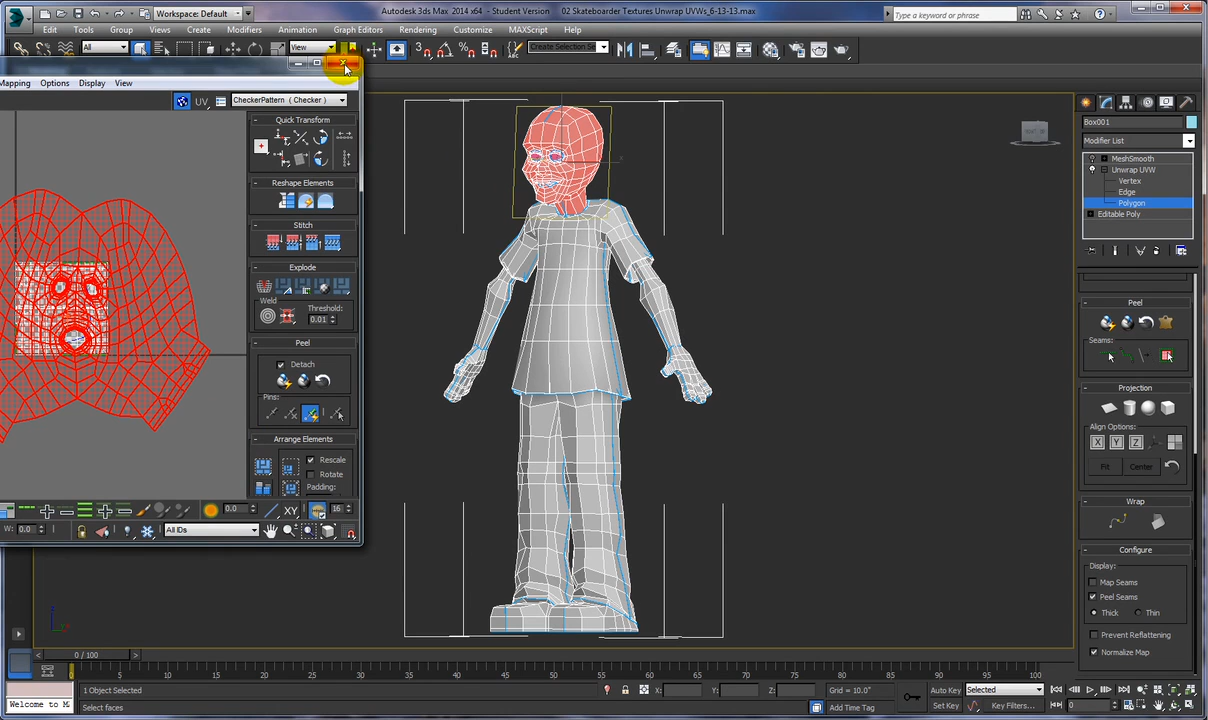 Workspace: Default
Autodesk 3ds Max 2014 x64 - Student Version 02 Skateboarder Textures Unwrap UVWs_6-13-13.max
Type a keyword or phrase
Edit Tools Group Views Create Modifiers Animation Graph Editors Rendering Customize MAXScript Help
All View Create Selection Se
Mapping Options Display View
UV CheckerPattern ( Checker )
Quick Transform
Reshape Elements
Stitch
Explode
Weld
Threshold:
0.01
Peel
Detach
Pins:
Arrange Elements
Rescale
Rotate
Padding:
0.0 XY 16
W: 0.0 All IDs
Box001
Modifier List
MeshSmooth
Unwrap UVW
Vertex
Edge
Polygon
Editable Poly
Peel
Seams:
Projection
Align Options:
X Y Z
Fit Center
Wrap
Configure
Display:
Map Seams
Peel Seams
Thick Thin
Prevent Reflattening
Normalize Map
0 / 100
0 5 10 15 20 25 30 35 40 45 50 55 60 65 70 75 80 85 90 95 100
1 Object Selected X: Y: Z: Grid = 10.0" Auto Key Selected
Welcome to M Select faces Add Time Tag Set Key Key Filters... 0